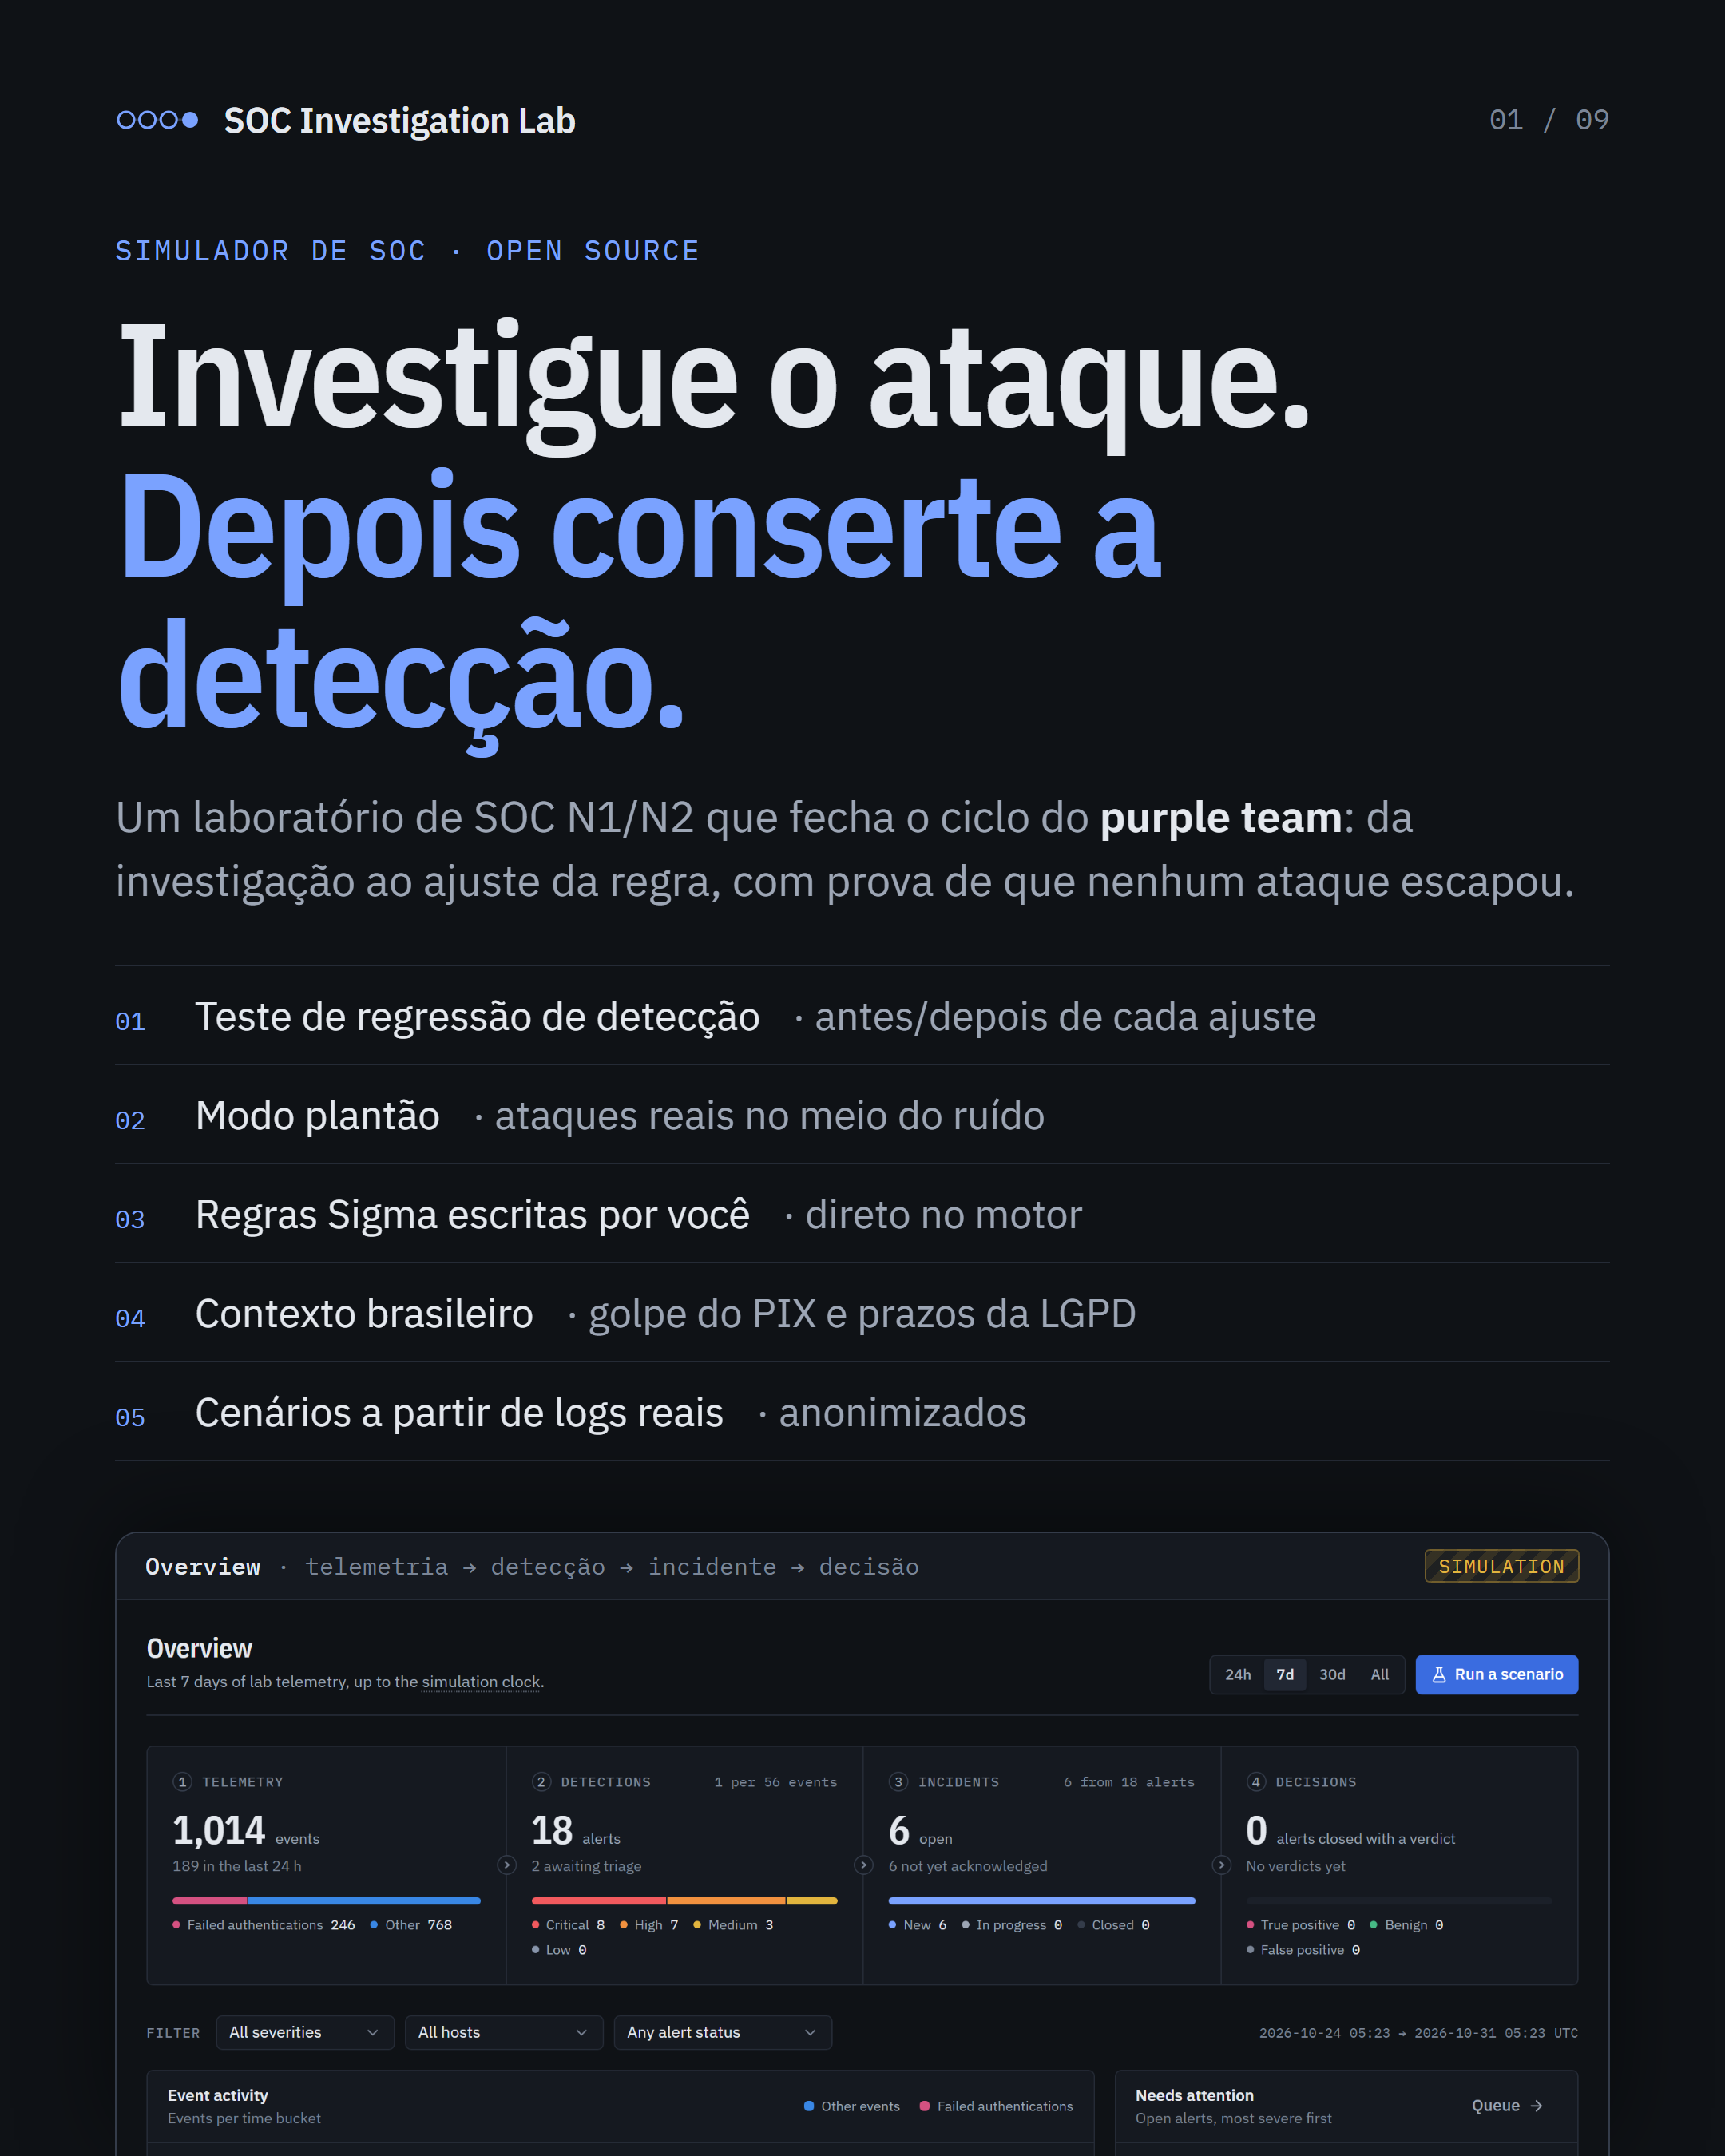 SOC Investigation Lab
01 / 09
SIMULADOR DE SOC · OPEN SOURCE
Investigue o ataque.
Depois conserte a
detecção.
Um laboratório de SOC N1/N2 que fecha o ciclo do purple team: da
investigação ao ajuste da regra, com prova de que nenhum ataque escapou.
01 Teste de regressão de detecção · antes/depois de cada ajuste
02 Modo plantão · ataques reais no meio do ruído
03 Regras Sigma escritas por você · direto no motor
04 Contexto brasileiro · golpe do PIX e prazos da LGPD
05 Cenários a partir de logs reais · anonimizados
Overview · telemetria → detecção → incidente → decisão
SIMULATION
Overview
Last 7 days of lab telemetry, up to the simulation clock.
24h 7d 30d All
Run a scenario
1 TELEMETRY
1,014 events
189 in the last 24 h
Failed authentications 246 Other 768
2 DETECTIONS 1 per 56 events
18 alerts
2 awaiting triage
Critical 8 High 7 Medium 3
Low 0
3 INCIDENTS 6 from 18 alerts
6 open
6 not yet acknowledged
New 6 In progress 0 Closed 0
4 DECISIONS
0 alerts closed with a verdict
No verdicts yet
True positive 0 Benign 0
False positive 0
FILTER All severities All hosts Any alert status
2026-10-24 05:23 → 2026-10-31 05:23 UTC
Event activity
Events per time bucket
Other events Failed authentications
Needs attention
Open alerts, most severe first
Queue →